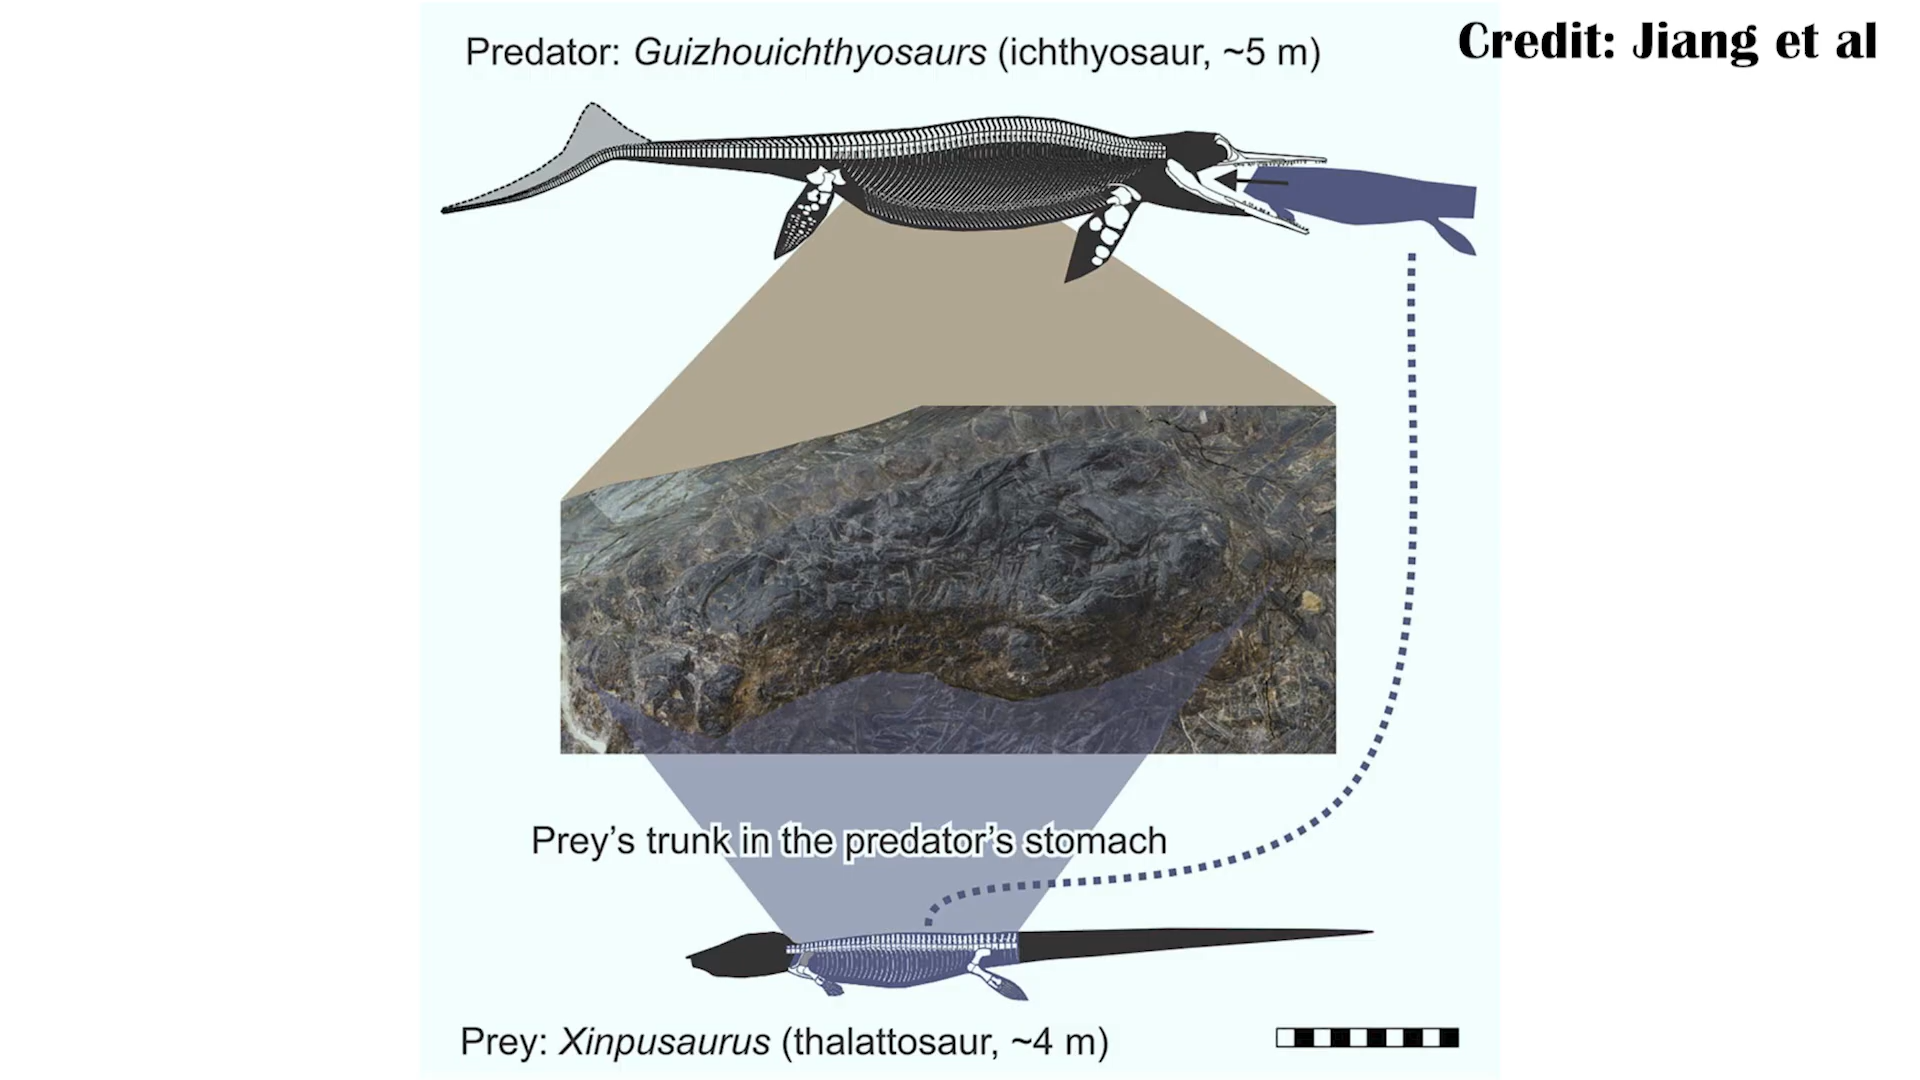 Predator: Guizhouichthyosaurs (ichthyosaur, ~5 m)
Credit: Jiang et al
Prey's trunk in the predator's stomach
Prey: Xinpusaurus (thalattosaur, ~4 m)